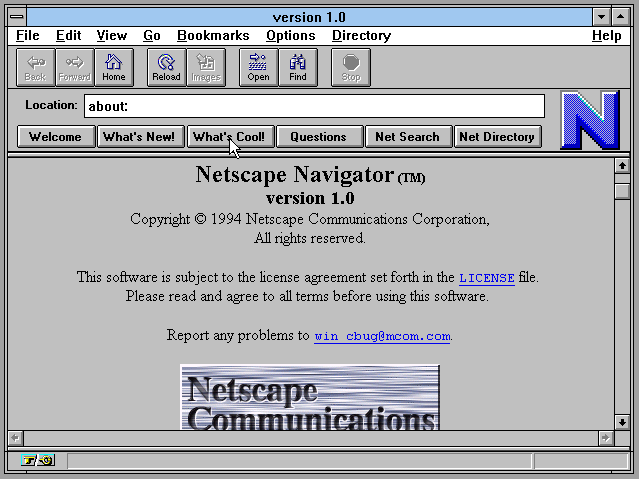 version 1.0
File Edit View Go Bookmarks Options Directory Help
Back Forward Home Reload Images Open Find Stop
Location: about:
N
Welcome What's New! What's Cool! Questions Net Search Net Directory
Netscape Navigator (TM)
version 1.0
Copyright © 1994 Netscape Communications Corporation,
All rights reserved.
This software is subject to the license agreement set forth in the LICENSE file.
Please read and agree to all terms before using this software.
Report any problems to win_cbug@mcom.com.
Netscape
Communications